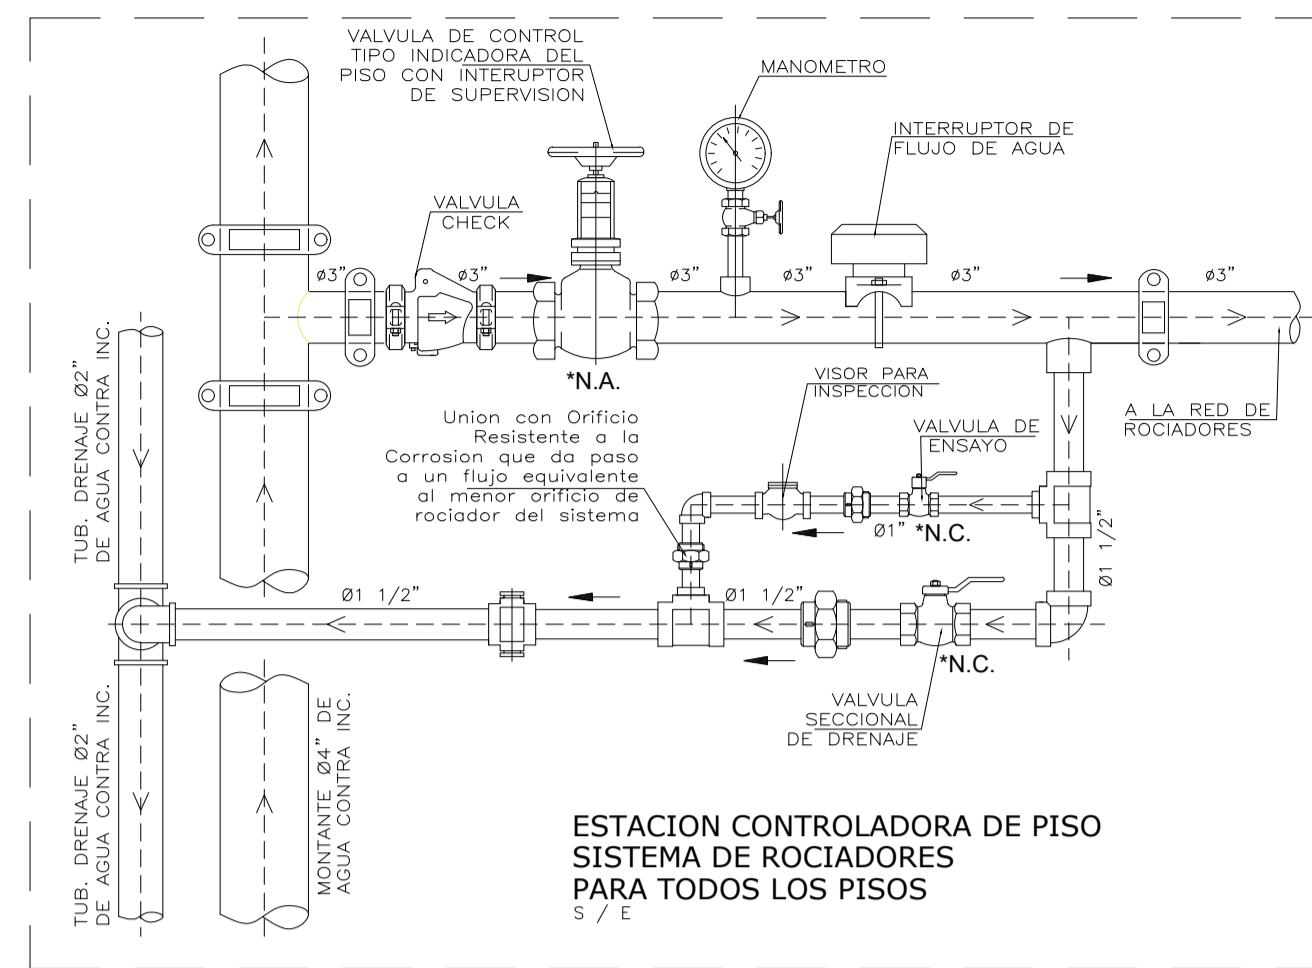 VALVULA DE CONTROL
TIPO INDICADORA DEL
PISO CON INTERUPTOR
DE SUPERVISION
MANOMETRO
INTERRUPTOR DE
FLUJO DE AGUA
VALVULA
CHECK
ø3"
ø3"
ø3"
ø3"
ø3"
ø3"
*N.A.
VISOR PARA
INSPECCION
A LA RED DE
ROCIADORES
Union con Orificio
Resistente a la
Corrosion que da paso
a un flujo equivalente
al menor orificio de
rociador del sistema
VALVULA DE
ENSAYO
Ø1"
*N.C.
Ø1 1/2"
TUB. DRENAJE Ø2"
DE AGUA CONTRA INC.
Ø1 1/2"
Ø1 1/2"
*N.C.
VALVULA
SECCIONAL
DE DRENAJE
TUB. DRENAJE Ø2"
DE AGUA CONTRA INC.
MONTANTE Ø4" DE
AGUA CONTRA INC.
ESTACION CONTROLADORA DE PISO
SISTEMA DE ROCIADORES
PARA TODOS LOS PISOS
S / E